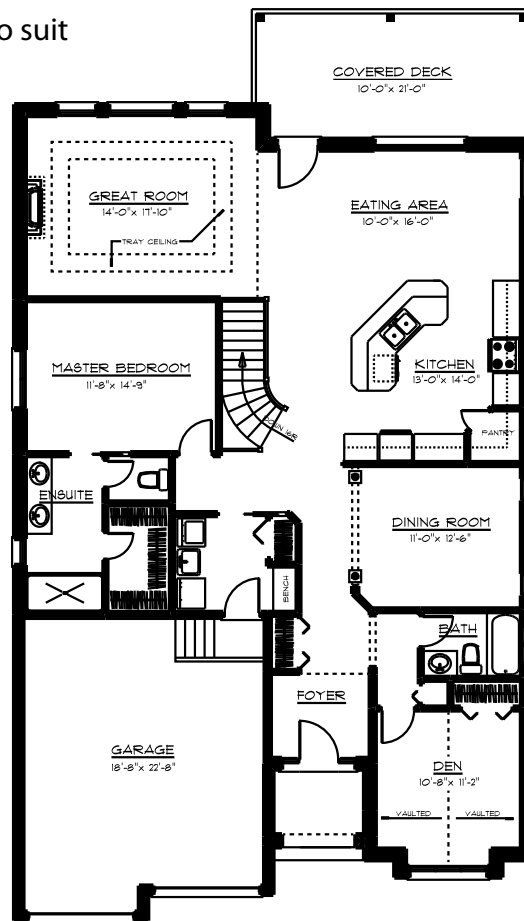 o suit
COVERED DECK
10'-0"x 21'-0"
GREAT ROOM
14'-0"x 17'-10"
TRAY CEILING
EATING AREA
10'-0"x 16'-0"
MASTER BEDROOM
11'-8"x 14'-9"
KITCHEN
13'-0"x 14'-0"
DOWN 16R
PANTRY
ENSUITE
DINING ROOM
11'-0"x 12'-6"
BENCH
BATH
FOYER
GARAGE
18'-8"x 22'-8"
DEN
10'-8"x 11'-2"
VAULTED
VAULTED